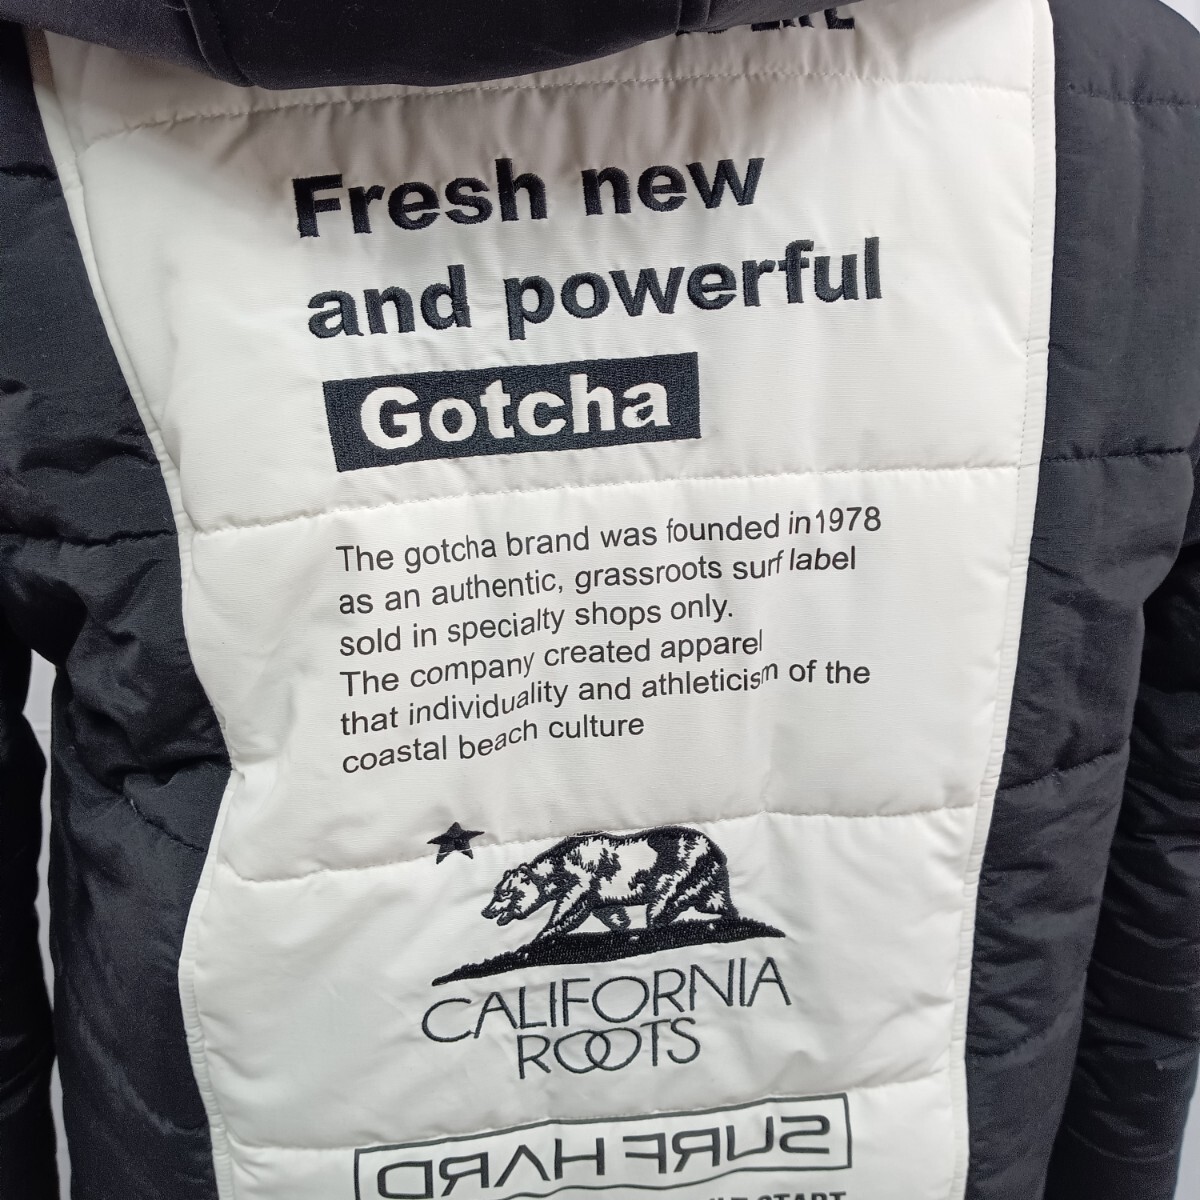 Fresh new
and powerful
Gotcha
The gotcha brand was founded in1978
as an authentic, grassroots surf label
sold in specialty shops only.
The company created apparel
that individuality and athleticism of the
coastal beach culture
CALIFORNIA
ROOTS
SURF HARD
START